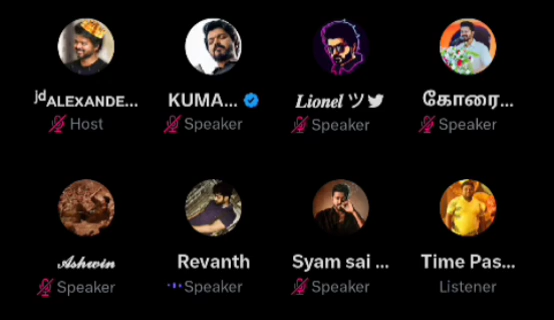 ʲᵈALEXANDE... KUMA... 𝑳𝒊𝒐𝒏𝒆𝒍 ツ கோரை...
Host Speaker Speaker Speaker
𝓐𝓼𝓱𝔀𝓲𝓷 Revanth Syam sai ... Time Pas...
Speaker Speaker Speaker Listener